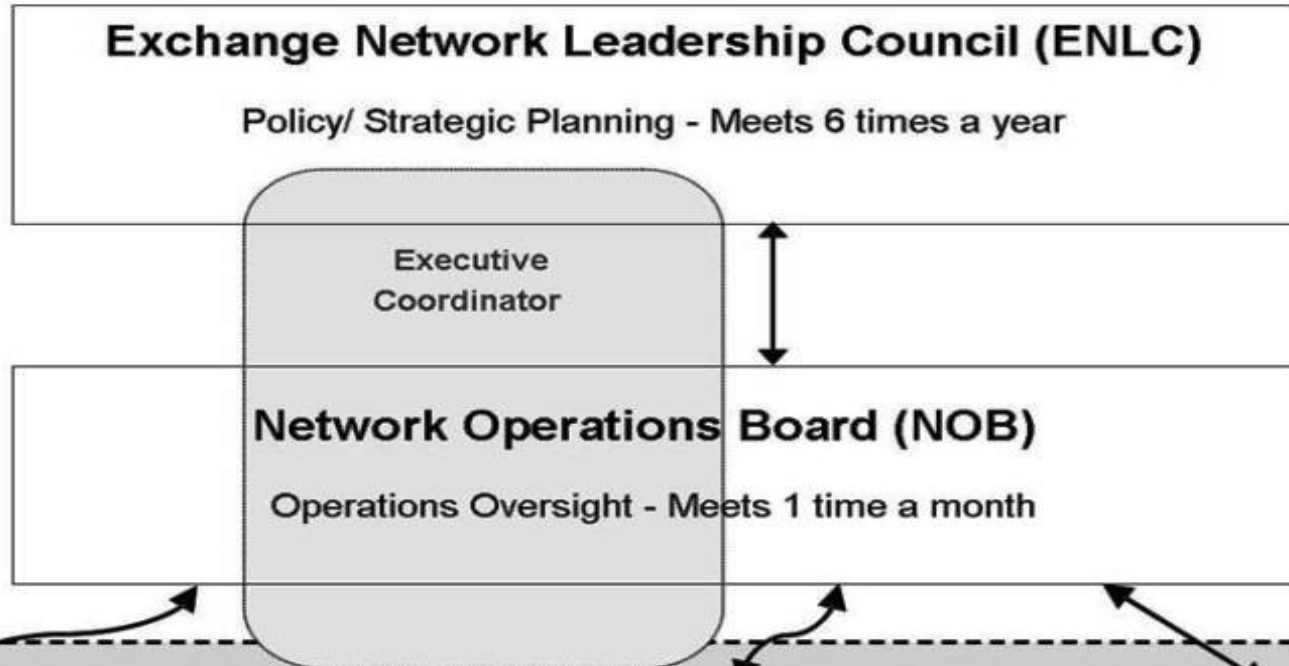 Exchange Network Leadership Council (ENLC)
Policy/ Strategic Planning - Meets 6 times a year
Executive
Coordinator
Network Operations Board (NOB)
Operations Oversight - Meets 1 time a month